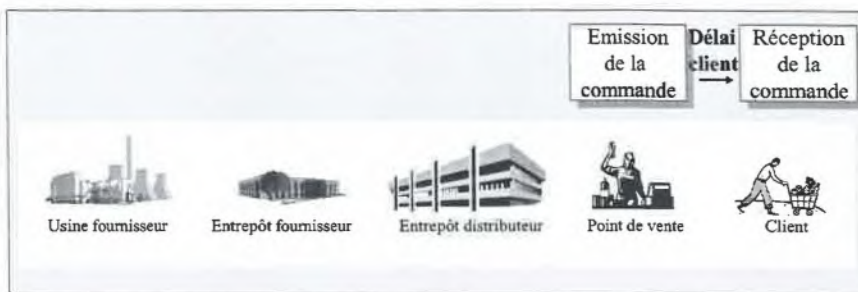 Emission
de la
commande
Délai
client
Réception
de la
commande
Usine fournisseur
Entrepôt fournisseur
Entrepôt distributeur
Point de vente
Client